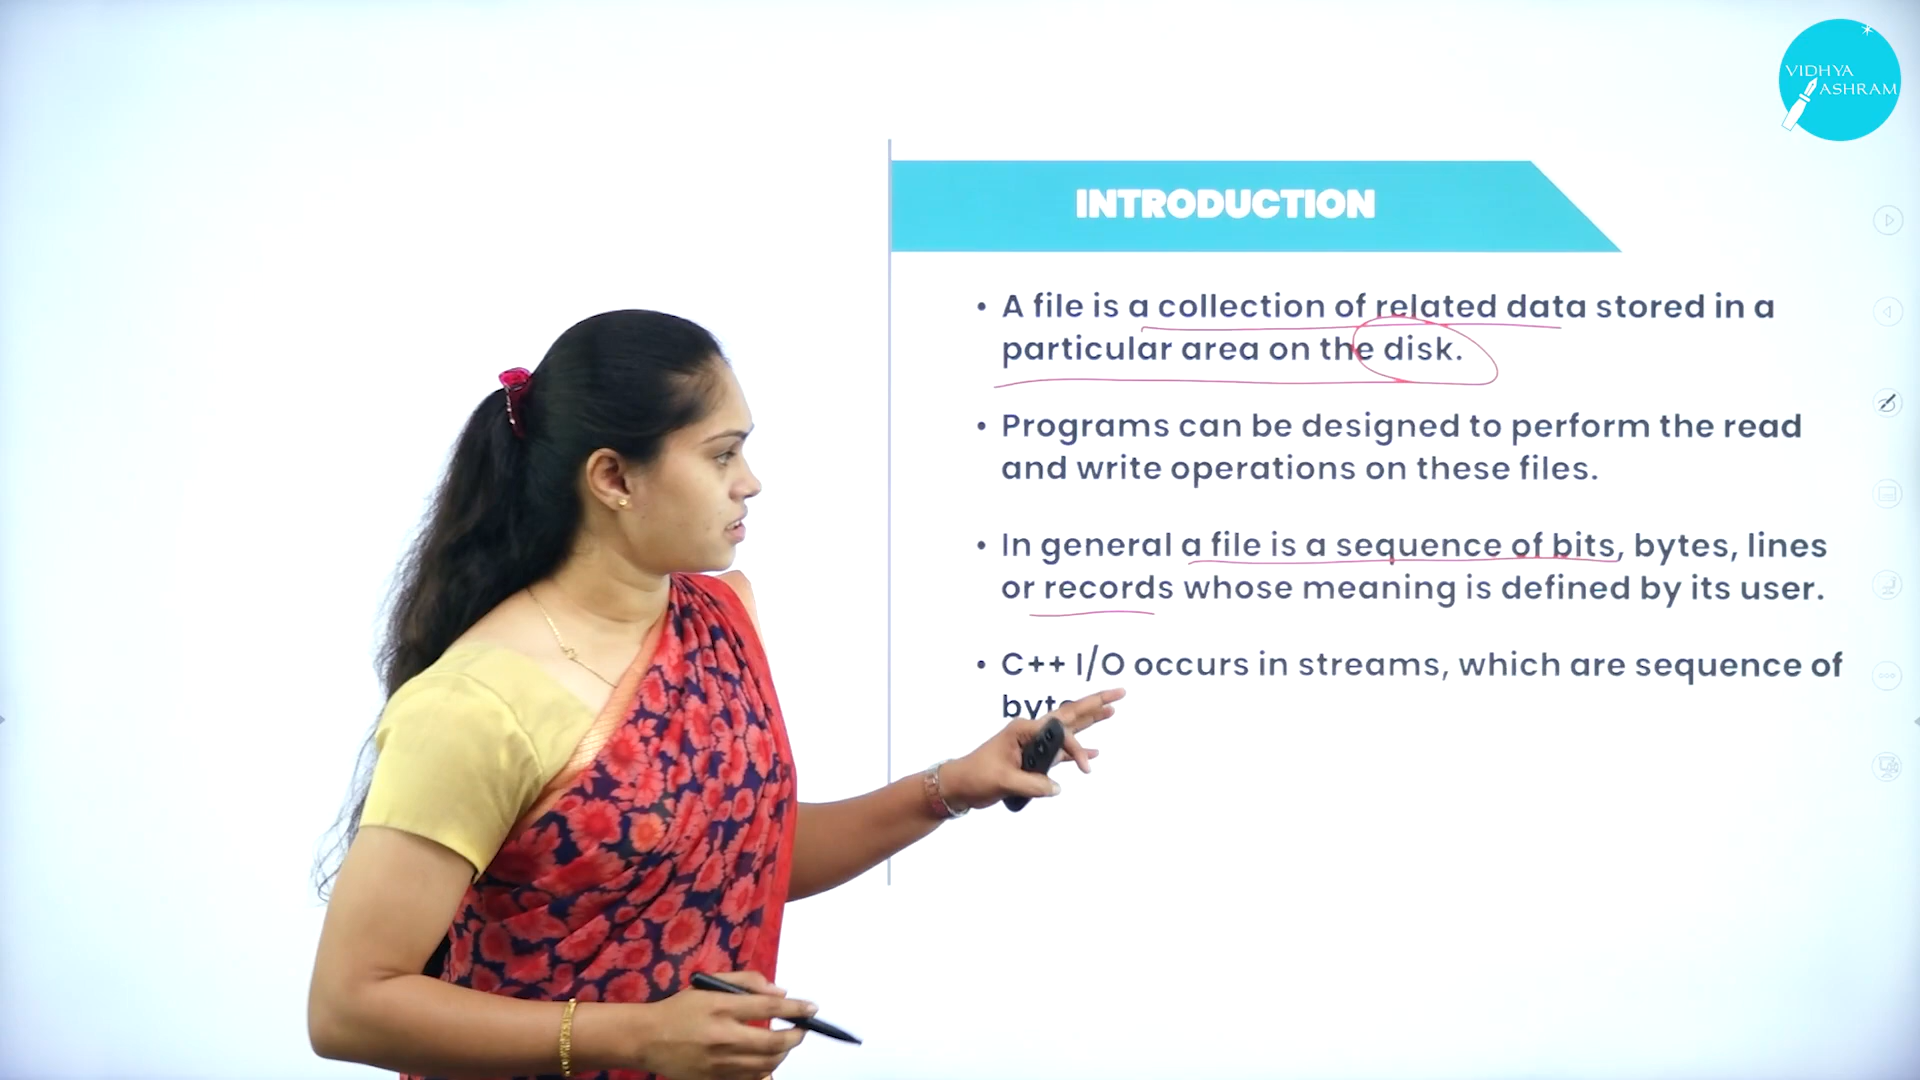 VIDHYA
ASHRAM
INTRODUCTION
• A file is a collection of related data stored in a
particular area on the disk.
• Programs can be designed to perform the read
and write operations on these files.
• In general a file is a sequence of bits, bytes, lines
or records whose meaning is defined by its user.
• C++ I/O occurs in streams, which are sequence of